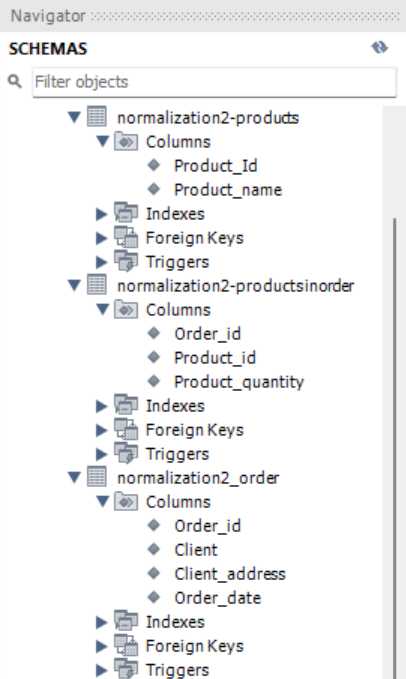 Navigator
SCHEMAS
Filter objects
normalization2-products
Columns
Product_Id
Product_name
Indexes
Foreign Keys
Triggers
normalization2-productsinorder
Columns
Order_id
Product_id
Product_quantity
Indexes
Foreign Keys
Triggers
normalization2_order
Columns
Order_id
Client
Client_address
Order_date
Indexes
Foreign Keys
Triggers